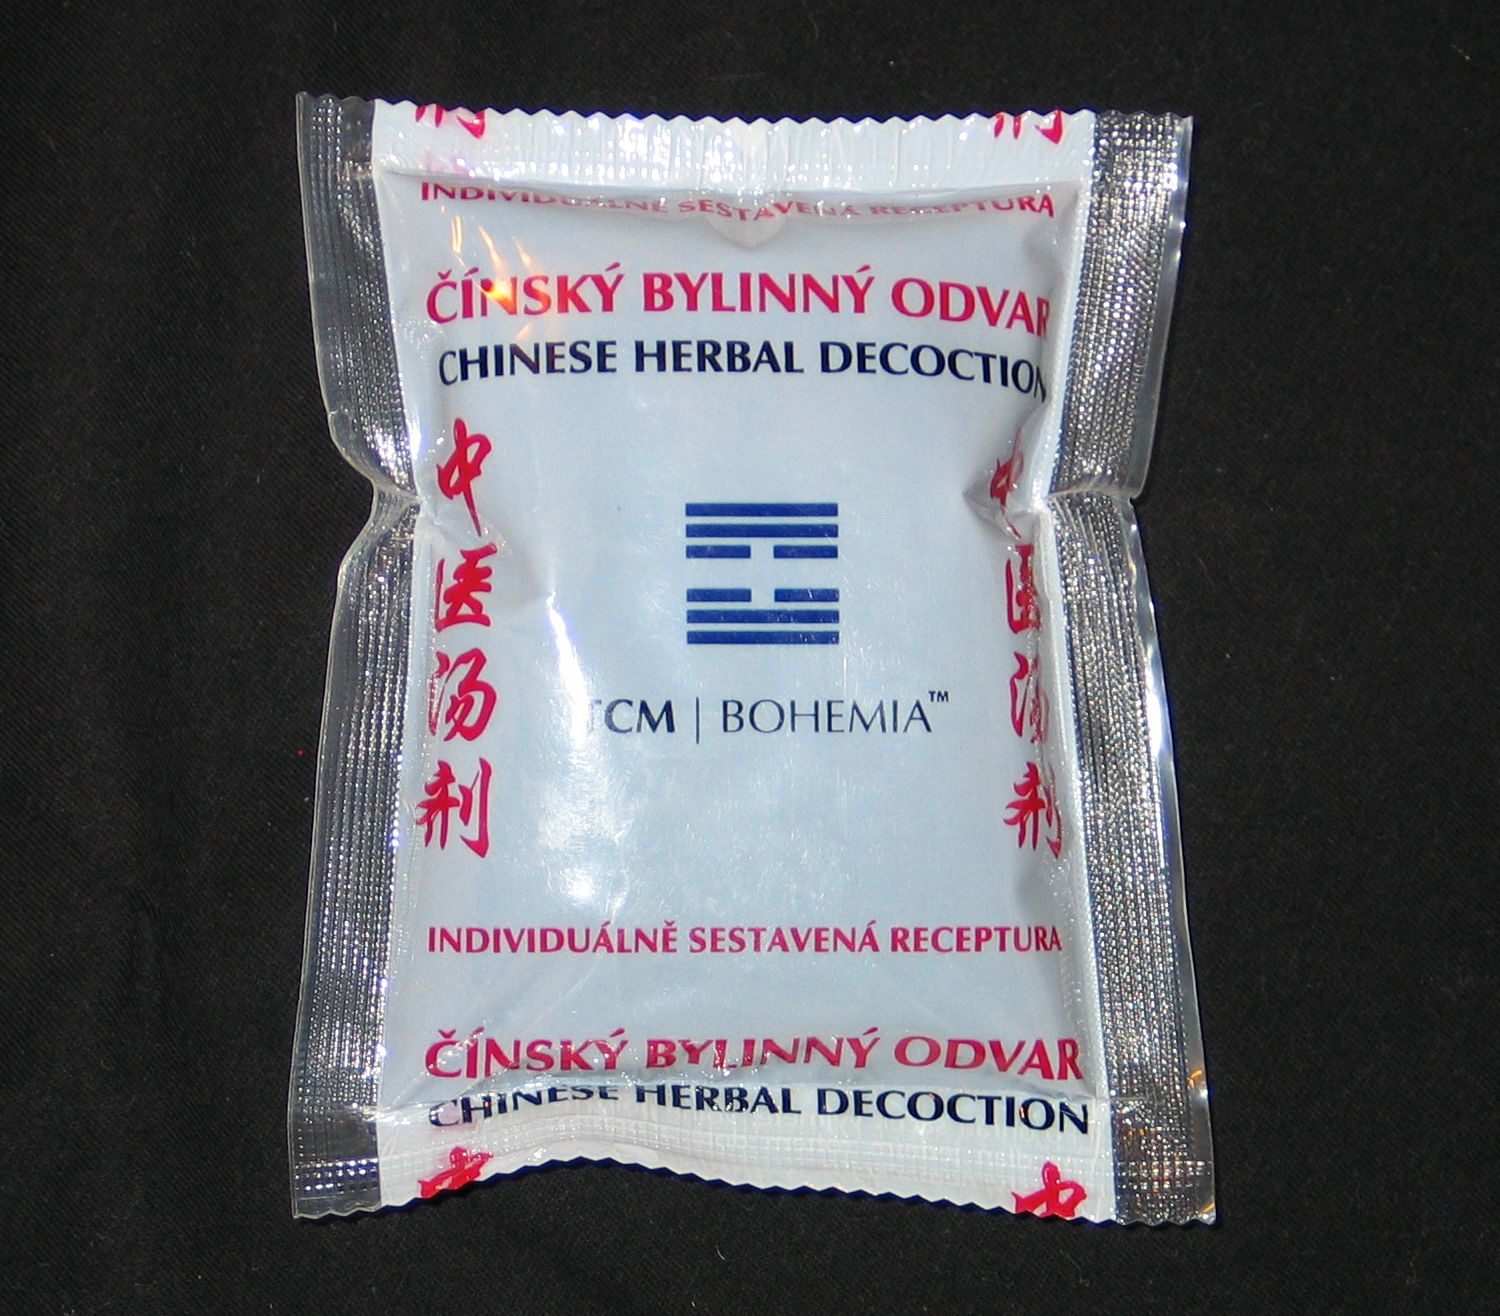 INDIVIDUÁLNĚ SESTAVENÁ RECEPTURA
ČÍNSKÝ BYLINNÝ ODVAR
CHINESE HERBAL DECOCTION
中医汤剂
中医汤剂
TCM | BOHEMIA™
INDIVIDUÁLNĚ SESTAVENÁ RECEPTURA
ČÍNSKÝ BYLINNÝ ODVAR
CHINESE HERBAL DECOCTION